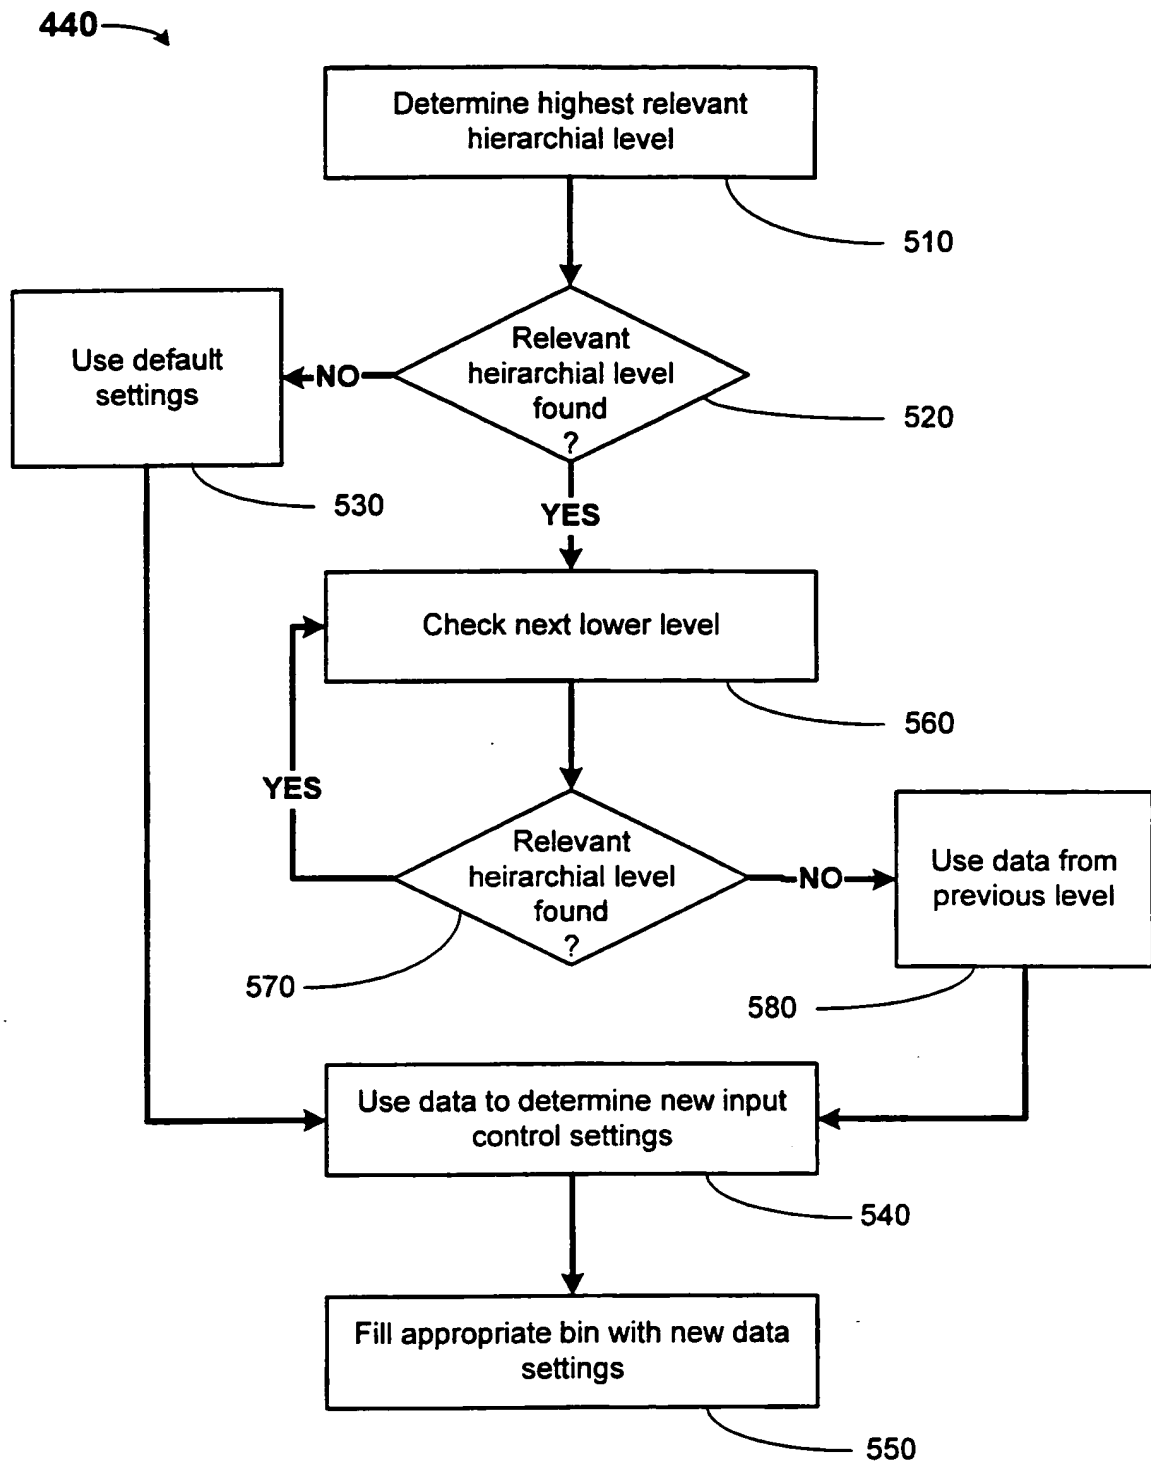 440
Determine highest relevant
hierarchial level
510
Relevant
heirarchial level
found
?
520
NO
Use default
settings
530
YES
Check next lower level
560
YES
Relevant
heirarchial level
found
?
570
NO
Use data from
previous level
580
Use data to determine new input
control settings
540
Fill appropriate bin with new data
settings
550